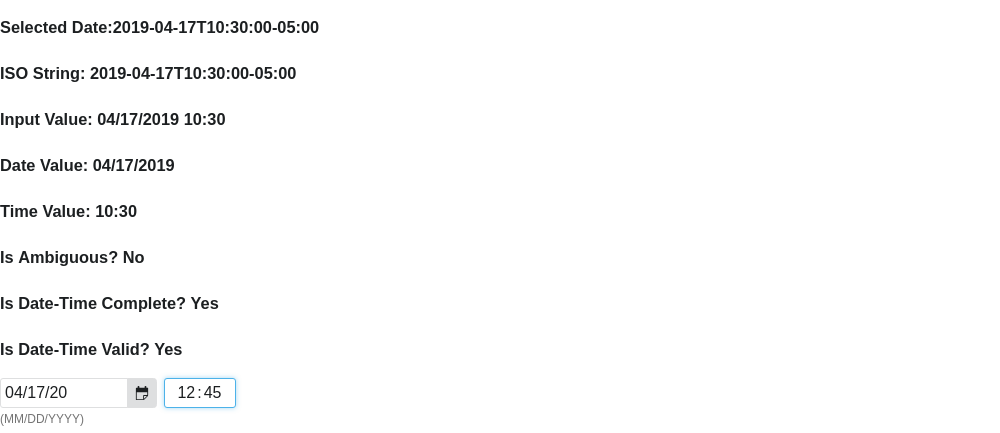 Selected Date:2019-04-17T10:30:00-05:00
ISO String: 2019-04-17T10:30:00-05:00
Input Value: 04/17/2019 10:30
Date Value: 04/17/2019
Time Value: 10:30
Is Ambiguous? No
Is Date-Time Complete? Yes
Is Date-Time Valid? Yes
04/17/20 12:45
(MM/DD/YYYY)